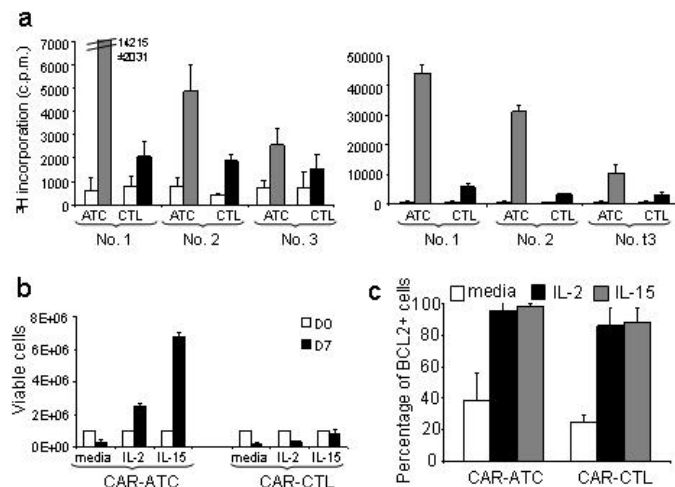 a
³H incorporation (c.p.m.)
7000
6000
5000
4000
3000
2000
1000
0
14215
±2031
ATC CTL ATC CTL ATC CTL
No. 1 No. 2 No. 3
50000
40000
30000
20000
10000
0
ATC CTL ATC CTL ATC CTL
No. 1 No. 2 No. t3
b
Viable cells
8E+06
6E+06
4E+06
2E+06
0E+00
D0
D7
media IL-2 IL-15 media IL-2 IL-15
CAR-ATC CAR-CTL
c
media IL-2 IL-15
Percentage of BCL2+ cells
100
80
60
40
20
0
CAR-ATC CAR-CTL